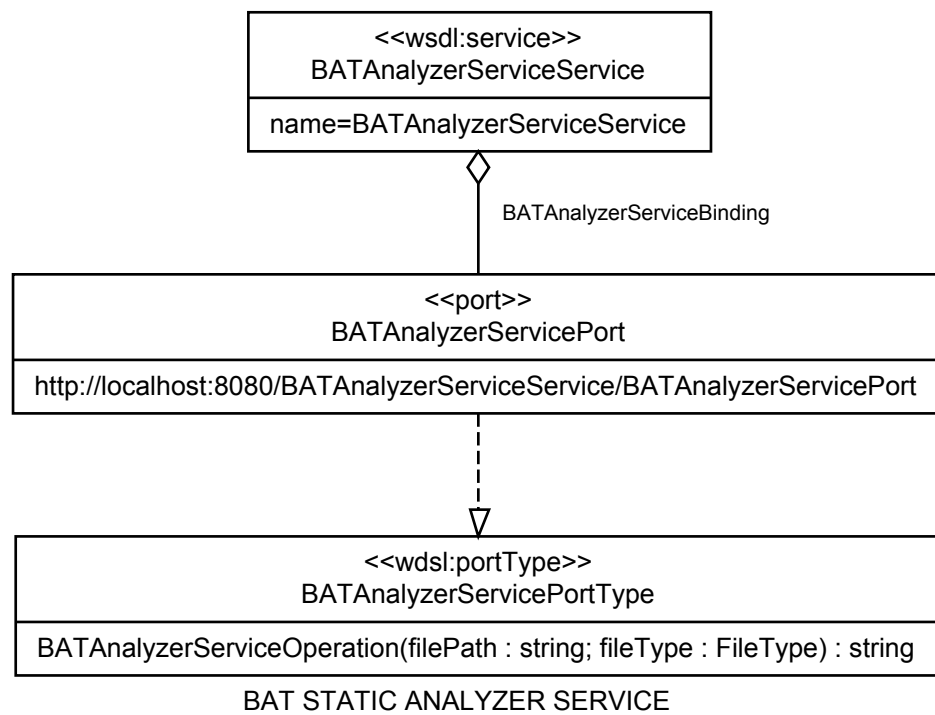 <<wsdl:service>>
BATAnalyzerServiceService
name=BATAnalyzerServiceService
BATAnalyzerServiceBinding
<<port>>
BATAnalyzerServicePort
http://localhost:8080/BATAnalyzerServiceService/BATAnalyzerServicePort
<<wdsl:portType>>
BATAnalyzerServicePortType
BATAnalyzerServiceOperation(filePath : string; fileType : FileType) : string
BAT STATIC ANALYZER SERVICE